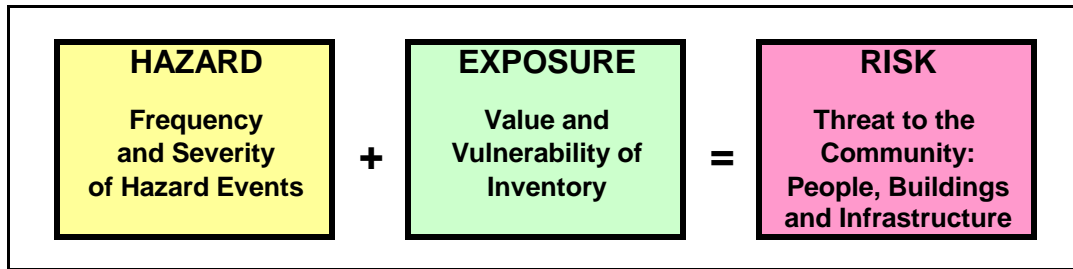 HAZARD
Frequency
and Severity
of Hazard Events
+
EXPOSURE
Value and
Vulnerability of
Inventory
=
RISK
Threat to the
Community:
People, Buildings
and Infrastructure